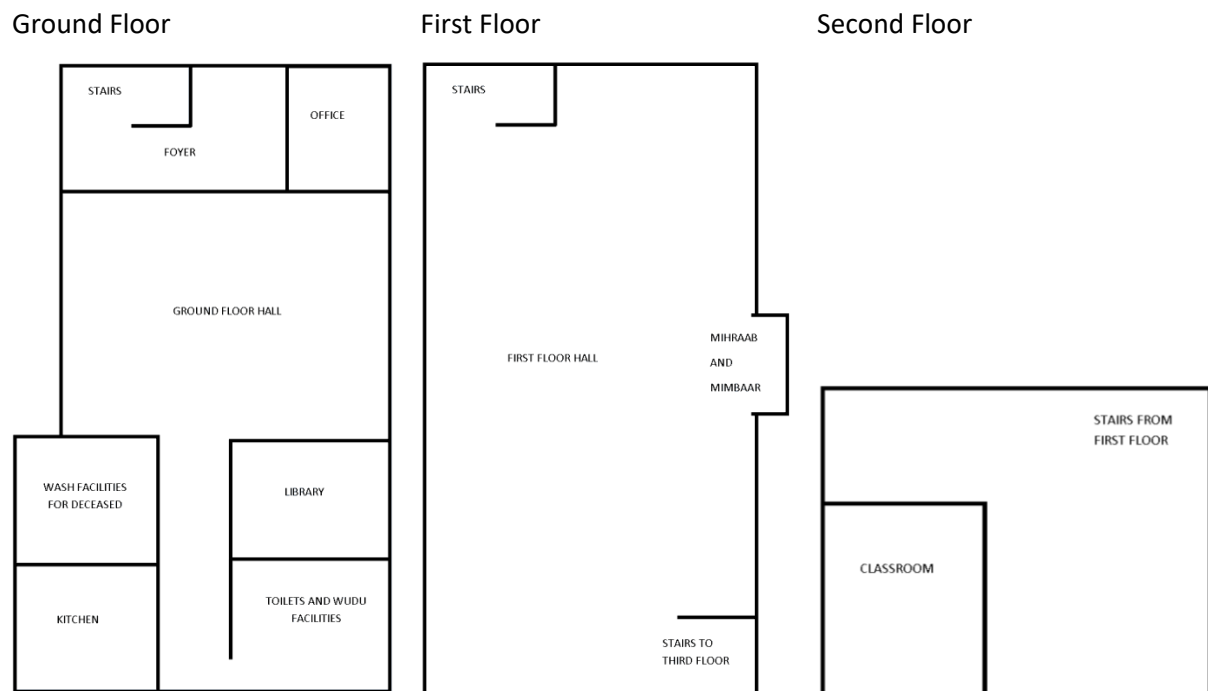 Ground Floor
STAIRS
OFFICE
FOYER
GROUND FLOOR HALL
WASH FACILITIES
FOR DECEASED
LIBRARY
KITCHEN
TOILETS AND WUDU
FACILITIES
First Floor
STAIRS
FIRST FLOOR HALL
MIHRAAB
AND
MIMBAAR
STAIRS TO
THIRD FLOOR
Second Floor
STAIRS FROM
FIRST FLOOR
CLASSROOM